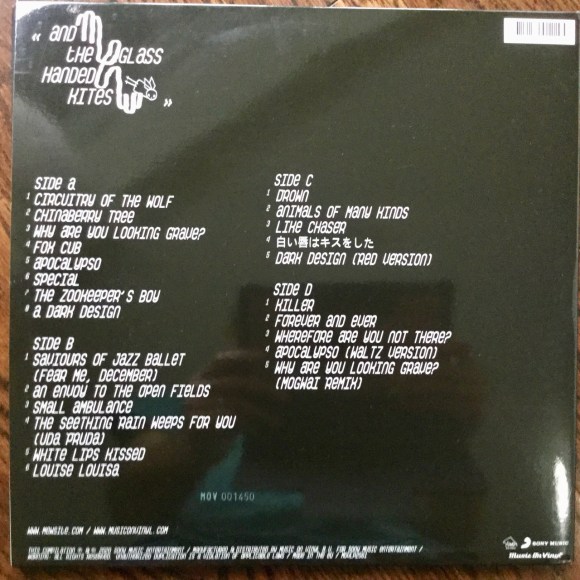 « and
the GLASS
HANDED
KITES »
SIDE a
1 CIRCUITRY OF THE WOLF
2 CHINABERRY TREE
3 WHY ARE YOU LOOKING GRAVE?
4 FOX CUB
5 APOCALYPSO
6 SPECIAL
7 THE ZOOKEEPER'S BOY
8 A DARK DESIGN
SIDE B
1 SAVIOURS OF JAZZ BALLET
(FEAR ME, DECEMBER)
2 AN ENVOY TO THE OPEN FIELDS
3 SMALL AMBULANCE
4 THE SEETHING RAIN WEEPS FOR YOU
(UDA PRUDA)
5 WHITE LIPS KISSED
6 LOUISE LOUISA
SIDE C
1 DROWN
2 ANIMALS OF MANY KINDS
3 LIKE CHASER
4 白い唇はキスをした
5 DARK DESIGN (RED VERSION)
SIDE D
1 KILLER
2 FOREVER AND EVER
3 WHEREFORE ARE YOU NOT THERE?
4 APOCALYPSO (WALTZ VERSION)
5 WHY ARE YOU LOOKING GRAVE?
(MOGWAI REMIX)
MOV 001450
WWW.MEWSITE.COM / WWW.MUSICONVINYL.COM
SONY MUSIC
Music On Vinyl